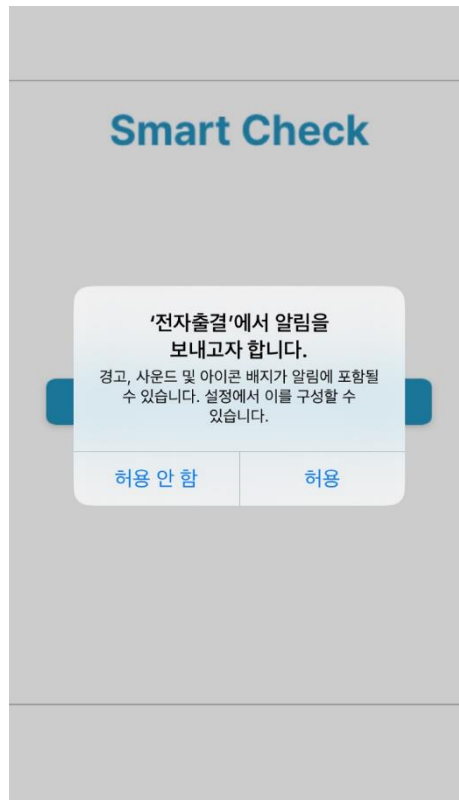 Smart Check
‘전자출결’에서 알림을
보내고자 합니다.
경고, 사운드 및 아이콘 배지가 알림에 포함될
수 있습니다. 설정에서 이를 구성할 수
있습니다.
허용 안 함
허용